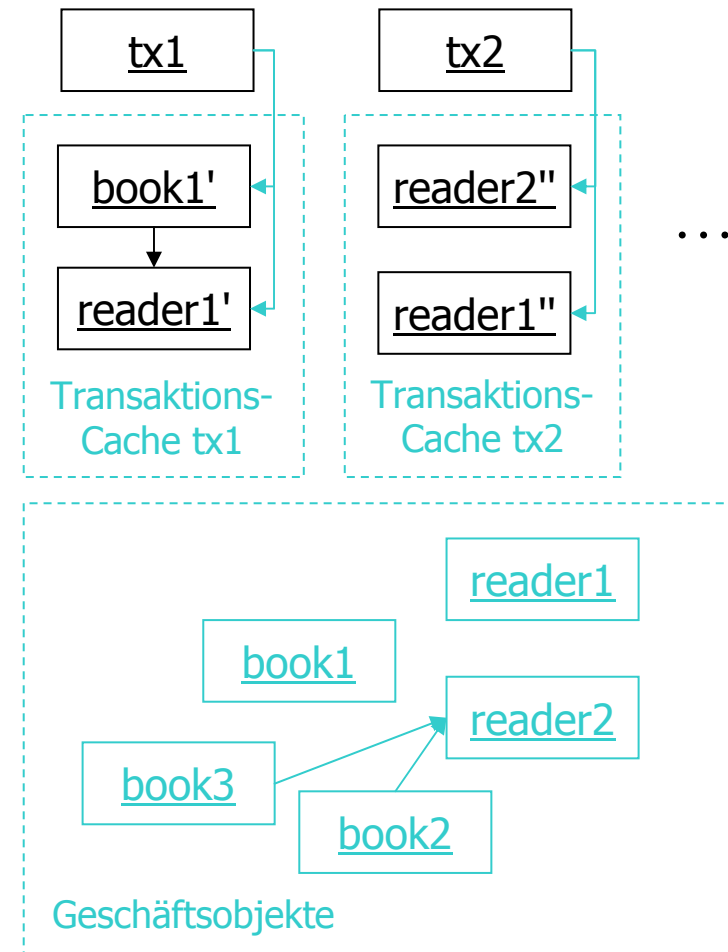 tx1
tx2
book1'
reader2"
...
reader1'
reader1"
Transaktions-
Cache tx1
Transaktions-
Cache tx2
reader1
book1
reader2
book3
book2
Geschäftsobjekte